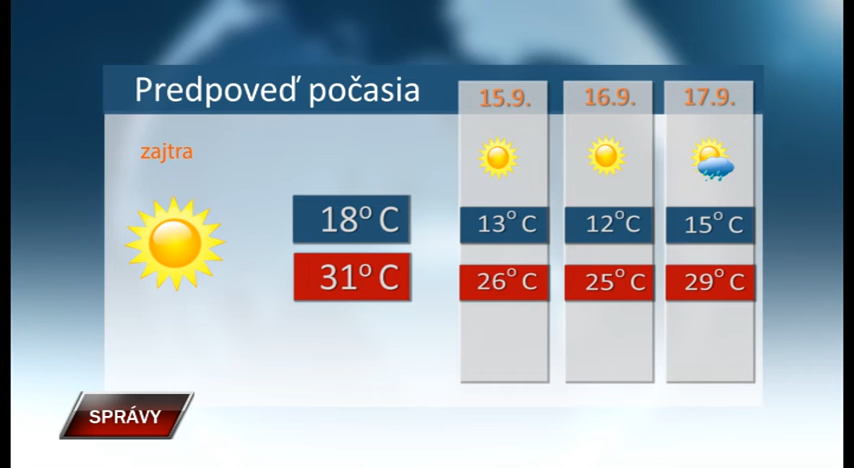 Predpoveď počasia
zajtra
18° C
31° C
15.9. 16.9. 17.9.
13° C 12°C 15° C
26° C 25° C 29° C
SPRÁVY